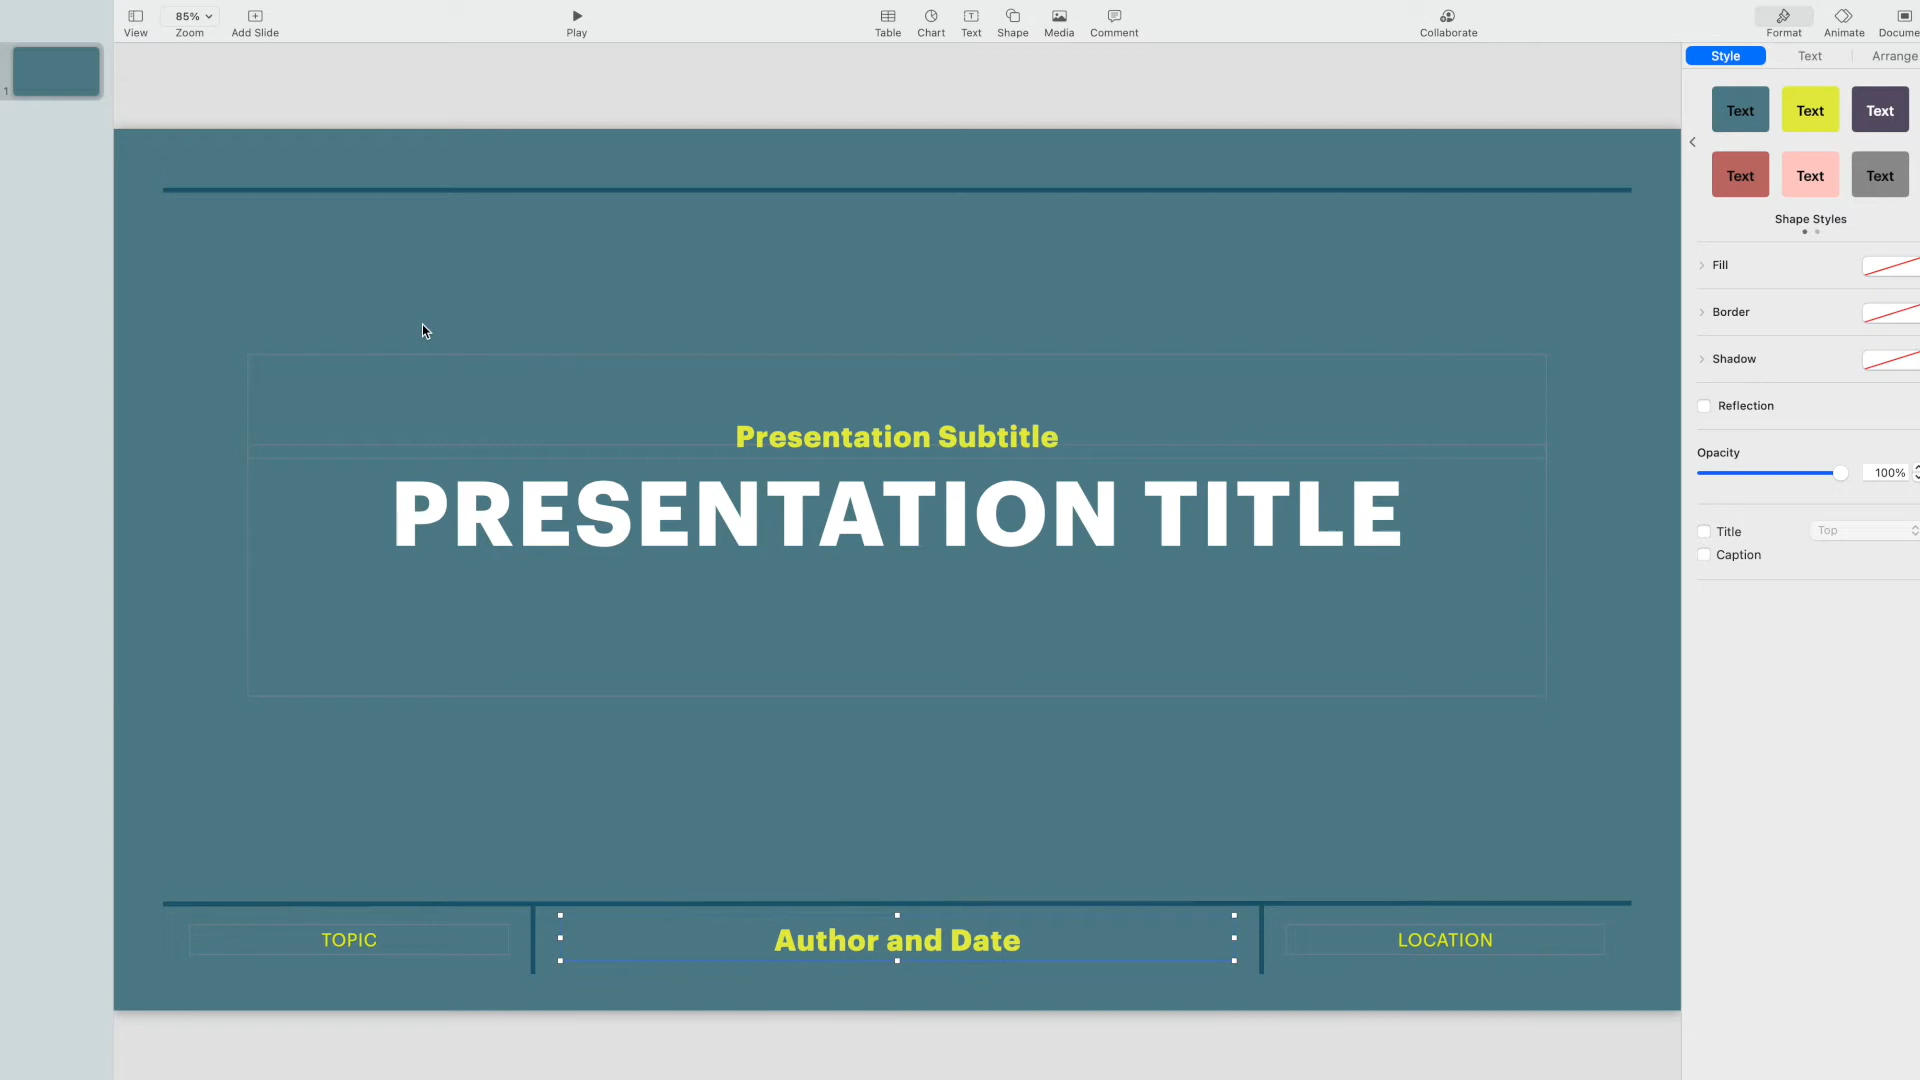 View
85%
Zoom
Add Slide
Play
Table
Chart
Text
Shape
Media
Comment
Collaborate
Format
Animate
Docume
1
Style
Text
Arrange
Text
Text
Text
Text
Text
Text
Shape Styles
Fill
Border
Shadow
Reflection
Opacity
100%
Title
Top
Caption
Presentation Subtitle
PRESENTATION TITLE
TOPIC
Author and Date
LOCATION